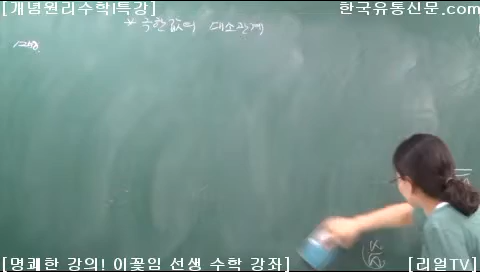 [개념원리수학특강]
한국유통신문.com
* 극한값의 대소관계
[명쾌한 강의! 이꽃임 선생 수학 강좌]
[리얼TV]